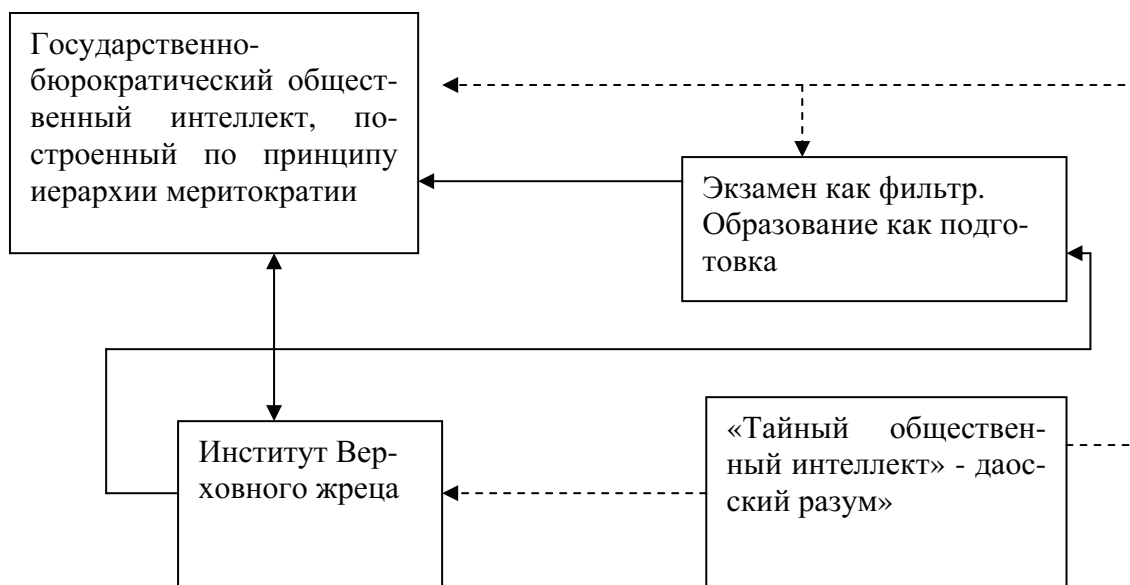 Государственно-
бюрократический общест-
венный интеллект, по-
строенный по принципу
иерархии меритократии
Экзамен как фильтр.
Образование как подго-
товка
Институт Вер-
ховного жреца
«Тайный обществен-
ный интеллект» - даос-
ский разум»